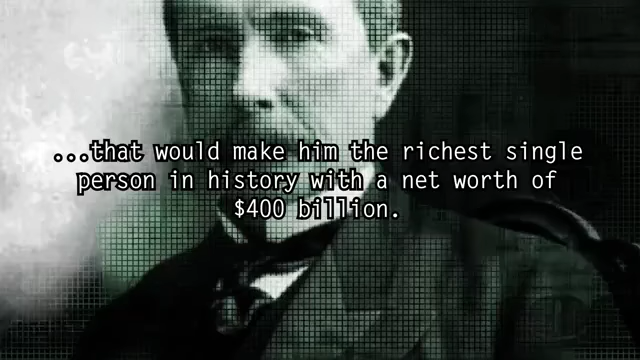 ...that would make him the richest single
person in history with a net worth of
$400 billion.